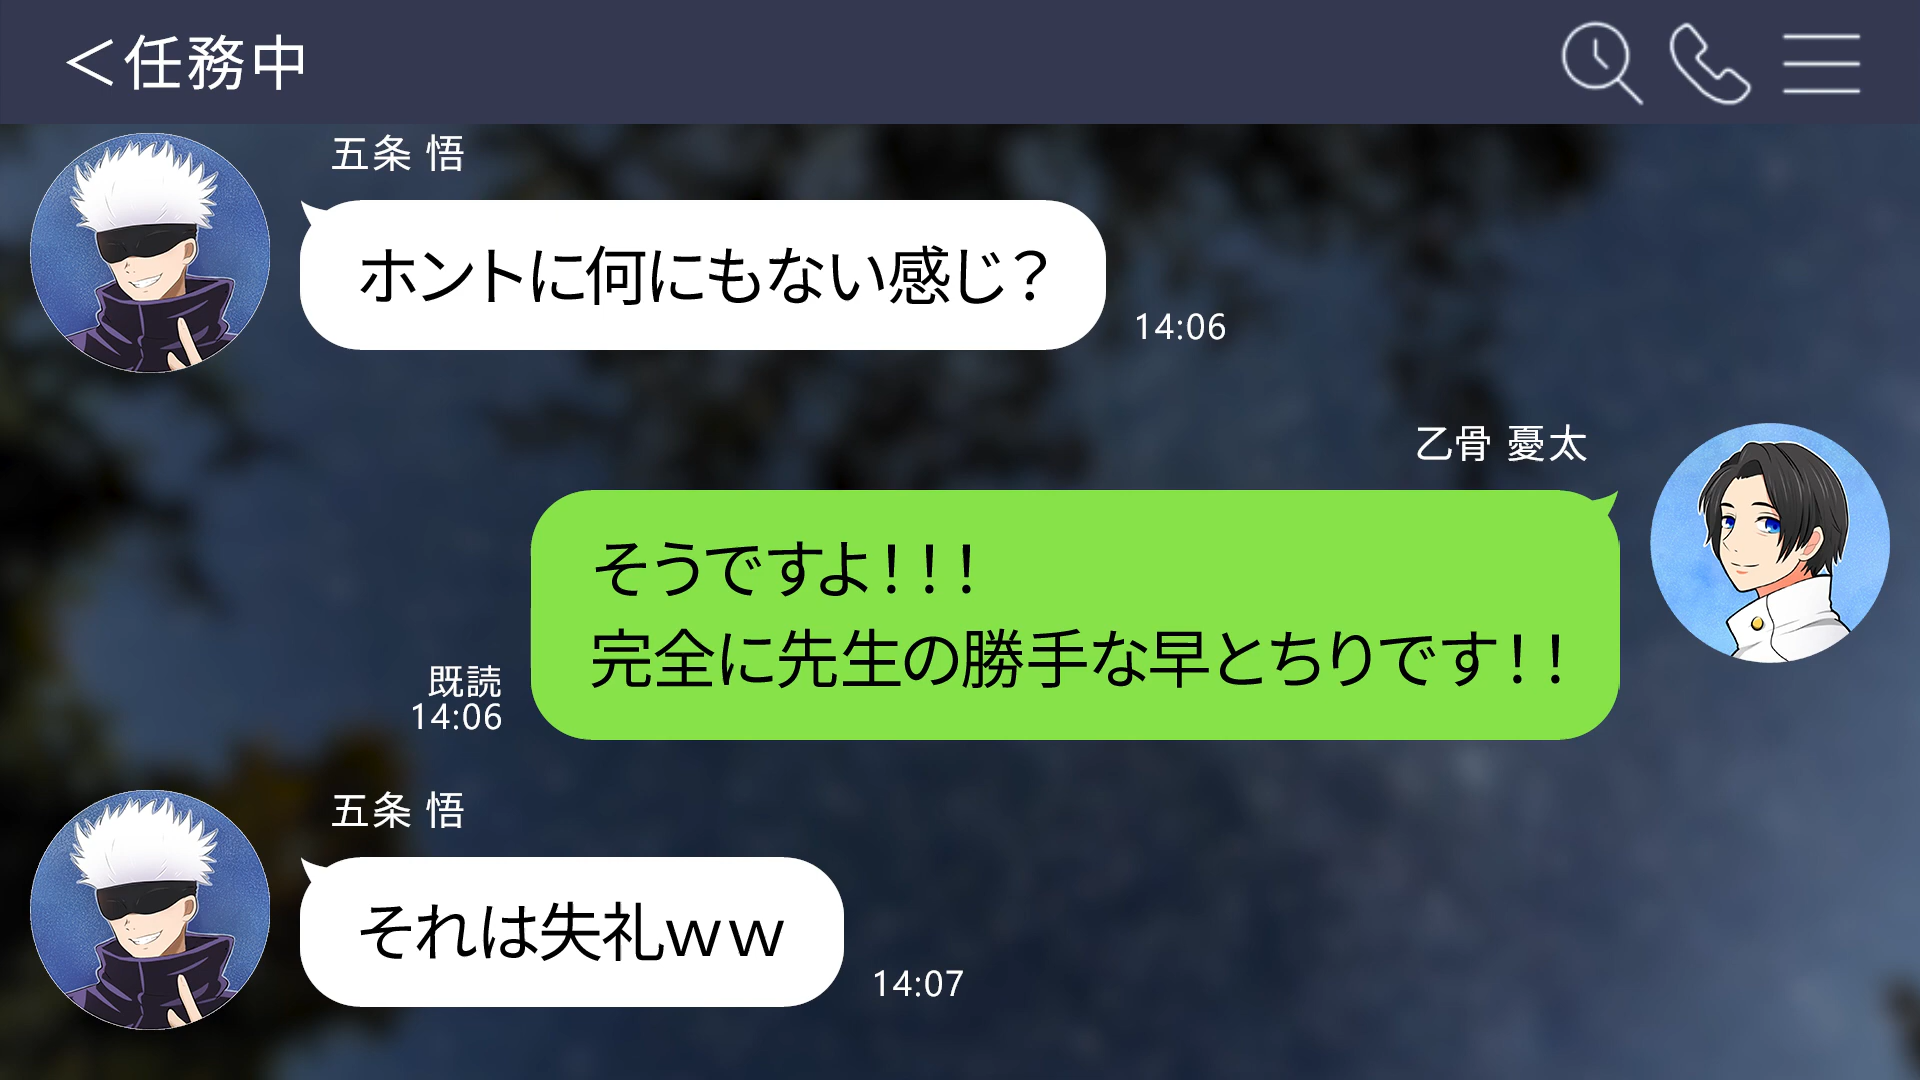 ＜任務中
五条 悟
ホントに何にもない感じ？
14:06
乙骨 憂太
そうですよ！！！
完全に先生の勝手な早とちりです！！
既読
14:06
五条 悟
それは失礼ｗｗ
14:07